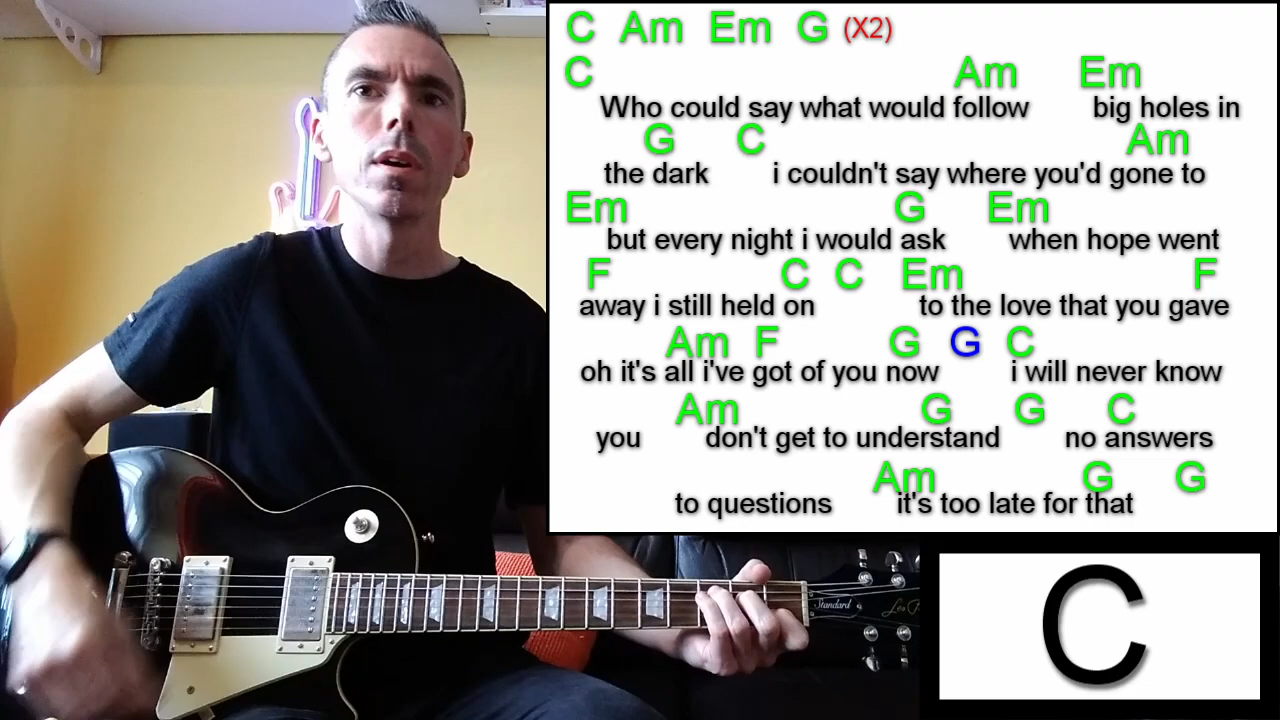 C Am Em G (X2)
C Am Em
Who could say what would follow big holes in
G C Am
the dark i couldn't say where you'd gone to
Em G Em
but every night i would ask when hope went
F C C Em F
away i still held on to the love that you gave
Am F G G C
oh it's all i've got of you now i will never know
Am G G C
you don't get to understand no answers
Am G G
to questions it's too late for that
Standard
C